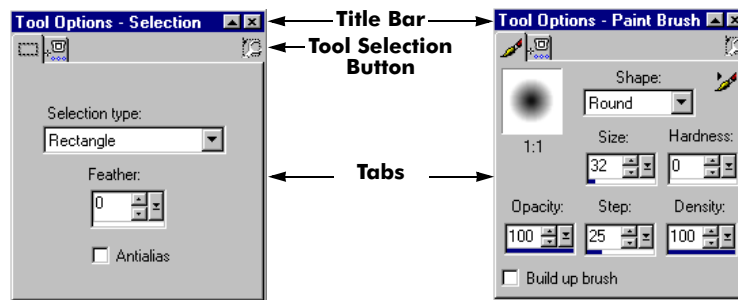 Tool Options - Selection
Selection type:
Rectangle
Feather:
0
Antialias
Title Bar
Tool Selection
Button
Tabs
Tool Options - Paint Brush
Shape:
Round
1:1
Size:
Hardness:
32
0
Opacity:
Step:
Density:
100
25
100
Build up brush